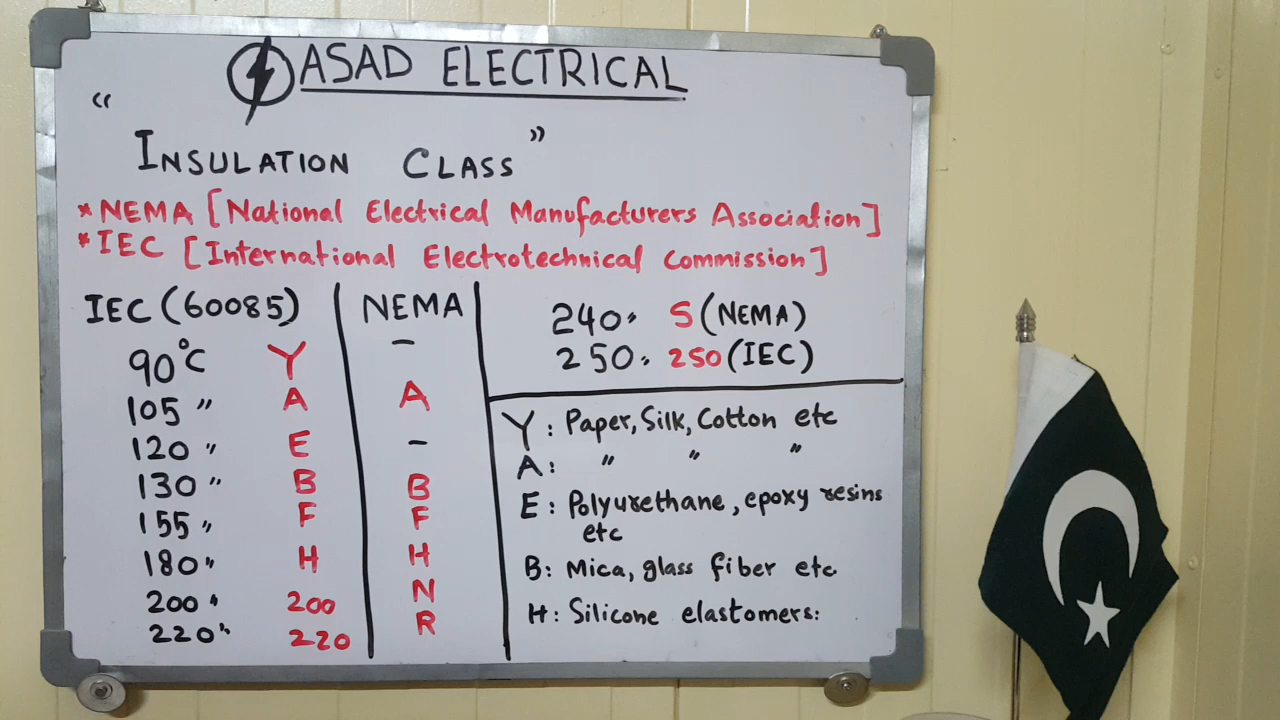 ASAD ELECTRICAL
"INSULATION CLASS"
*NEMA [National Electrical Manufacturers Association]
*IEC [International Electrotechnical Commission]
IEC (60085) NEMA
90°C Y -
105 " A A
120 " E -
130 " B B
155 " F F
180 " H H
200 " 200 N
220 " 220 R
240 " S (NEMA)
250 " 250 (IEC)
Y: Paper, Silk, Cotton etc
A: " " "
E: Polyurethane, epoxy resins
etc
B: Mica, glass fiber etc
H: Silicone elastomers: